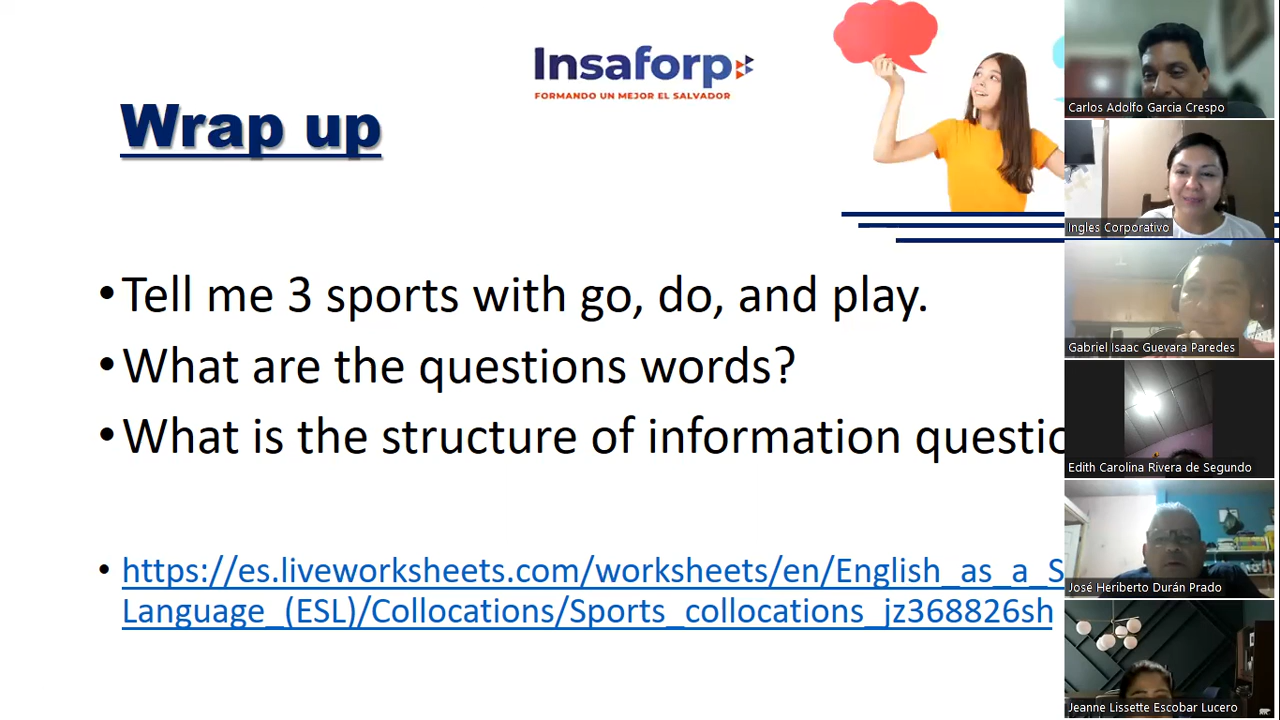 Insaforp
FORMANDO UN MEJOR EL SALVADOR
Wrap up
• Tell me 3 sports with go, do, and play.
• What are the questions words?
• What is the structure of information questio
• https://es.liveworksheets.com/worksheets/en/English_as_a_S
Language_(ESL)/Collocations/Sports_collocations_jz368826sh
Carlos Adolfo Garcia Crespo
Ingles Corporativo
Gabriel Isaac Guevara Paredes
Edith Carolina Rivera de Segundo
José Heriberto Durán Prado
Jeanne Lissette Escobar Lucero